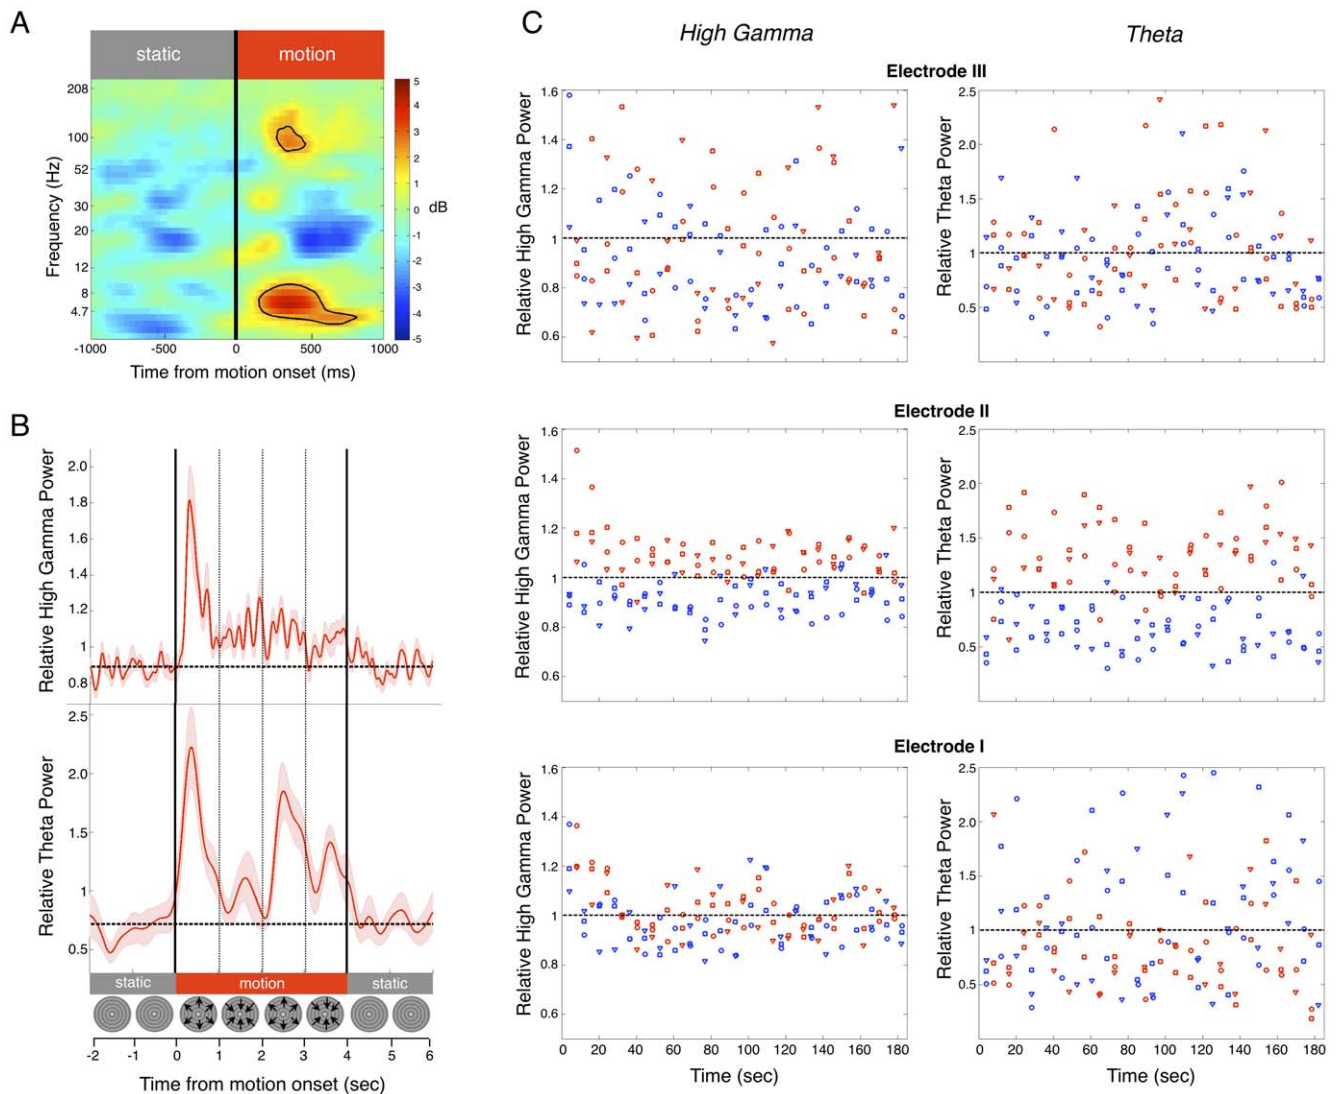 A
static motion
208
100
52
30
20
12
8
4.7
Frequency (Hz)
-1000 -500 0 500 1000
Time from motion onset (ms)
5
4
3
2
1
0
-1
-2
-3
-4
-5
dB
B
Relative High Gamma Power
2.0
1.8
1.6
1.4
1.2
1
0.8
Relative Theta Power
2.5
2.0
1.5
1
0.5
static motion static
-2 -1 0 1 2 3 4 5 6
Time from motion onset (sec)
C
High Gamma Theta
Electrode III
Relative High Gamma Power
1.6
1.4
1.2
1
0.8
0.6
Relative Theta Power
2.5
2.0
1.5
1
0.5
Electrode II
Relative High Gamma Power
1.6
1.4
1.2
1
0.8
0.6
Relative Theta Power
2.5
2.0
1.5
1
0.5
Electrode I
Relative High Gamma Power
1.6
1.4
1.2
1
0.8
0.6
0 20 40 60 80 100 120 140 160 180
Time (sec)
Relative Theta Power
2.5
2.0
1.5
1
0.5
0 20 40 60 80 100 120 140 160 180
Time (sec)